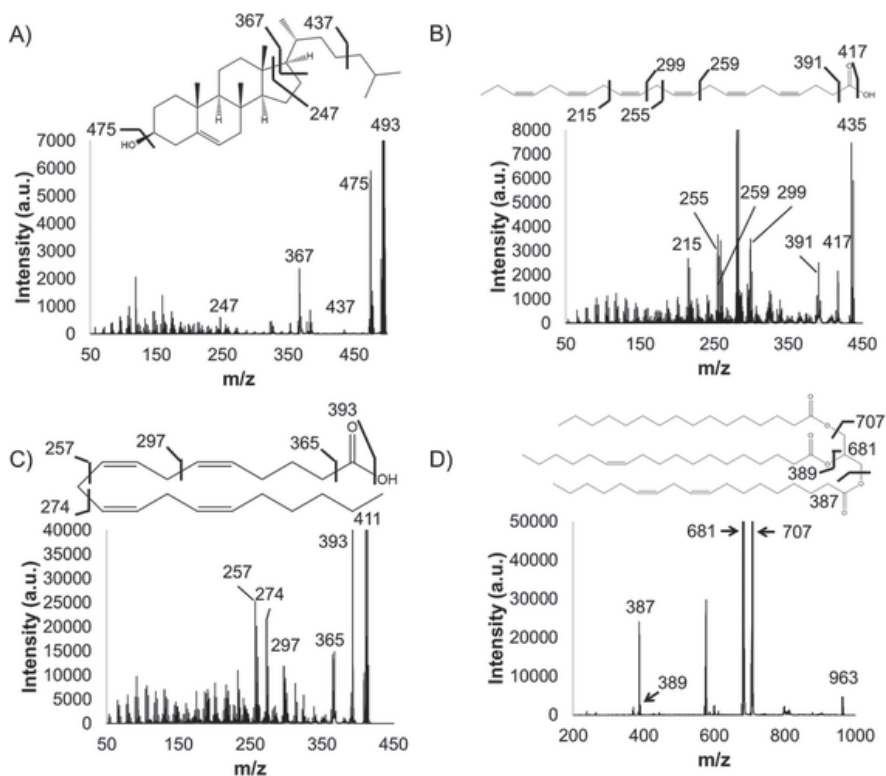 A)
367
437
475
HO
H
H
H
H
247
7000
6000
5000
4000
3000
2000
1000
0
Intensity (a.u.)
475
493
367
247
437
50 150 250 350 450
m/z
B)
299
259
391
417
O
OH
215
255
8000
7000
6000
5000
4000
3000
2000
1000
0
Intensity (a.u.)
435
255
259
299
215
391
417
50 150 250 350 450
m/z
C)
393
257
297
365
O
OH
274
411
40000
35000
30000
25000
20000
15000
10000
5000
0
Intensity (a.u.)
393
257
274
297
365
50 150 250 350 450
m/z
D)
O
O
707
O
O
681
389
O
387
O
50000
40000
30000
20000
10000
0
Intensity (a.u.)
681
707
387
389
963
200 400 600 800 1000
m/z